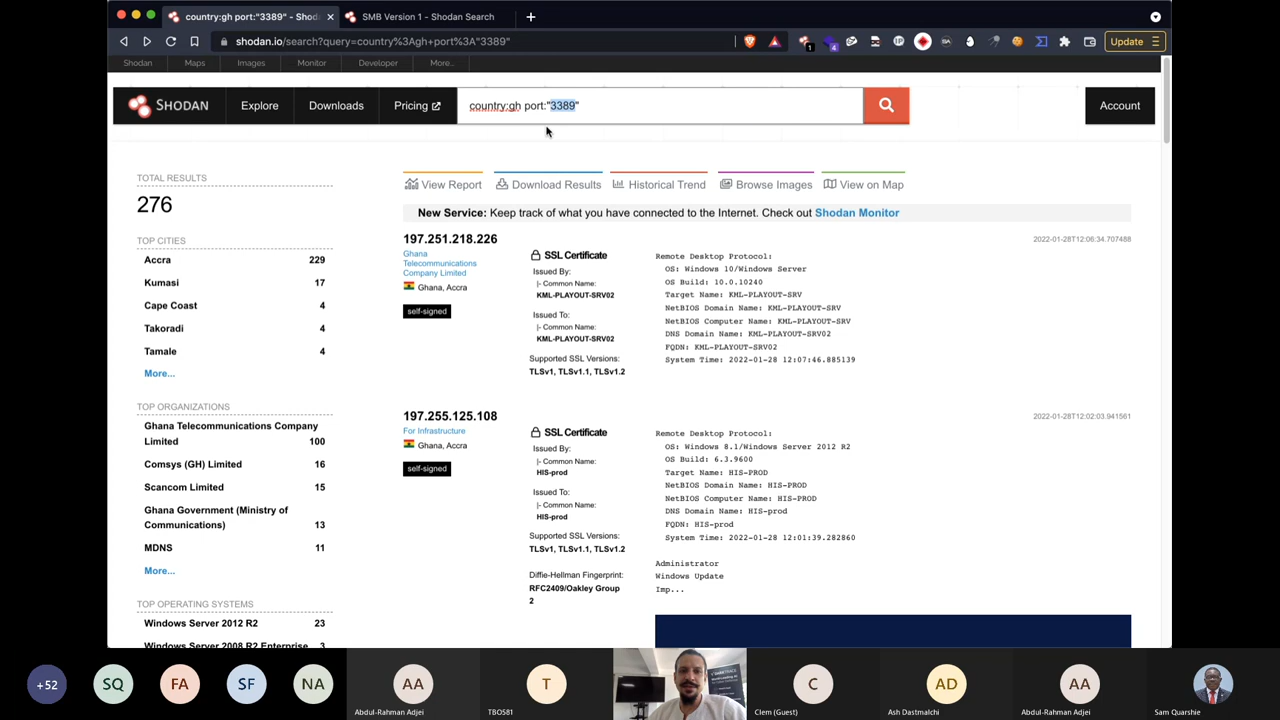 country:gh port:"3389" - Shoda
SMB Version 1 - Shodan Search
shodan.io/search?query=country%3Agh+port%3A"3389"
Update
Shodan
Maps
Images
Monitor
Developer
More...
SHODAN
Explore
Downloads
Pricing
country:gh port:"3389"
Account
TOTAL RESULTS
276
TOP CITIES
Accra 229
Kumasi 17
Cape Coast 4
Takoradi 4
Tamale 4
More...
TOP ORGANIZATIONS
Ghana Telecommunications Company
Limited 100
Comsys (GH) Limited 16
Scancom Limited 15
Ghana Government (Ministry of
Communications) 13
MDNS 11
More...
TOP OPERATING SYSTEMS
Windows Server 2012 R2 23
Windows Server 2008 R2 Enterprise 3
View Report
Download Results
Historical Trend
Browse Images
View on Map
New Service: Keep track of what you have connected to the Internet. Check out Shodan Monitor
197.251.218.226
2022-01-28T12:06:34.707488
Ghana
Telecommunications
Company Limited
Ghana, Accra
self-signed
SSL Certificate
Issued By:
|- Common Name:
KML-PLAYOUT-SRV02
Issued To:
|- Common Name:
KML-PLAYOUT-SRV02
Supported SSL Versions:
TLSv1, TLSv1.1, TLSv1.2
Remote Desktop Protocol:
OS: Windows 10/Windows Server
OS Build: 10.0.10240
Target Name: KML-PLAYOUT-SRV
NetBIOS Domain Name: KML-PLAYOUT-SRV
NetBIOS Computer Name: KML-PLAYOUT-SRV
DNS Domain Name: KML-PLAYOUT-SRV02
FQDN: KML-PLAYOUT-SRV02
System Time: 2022-01-28 12:07:46.885139
197.255.125.108
2022-01-28T12:02:03.941561
For Infrastructure
Ghana, Accra
self-signed
SSL Certificate
Issued By:
|- Common Name:
HIS-prod
Issued To:
|- Common Name:
HIS-prod
Supported SSL Versions:
TLSv1, TLSv1.1, TLSv1.2
Diffie-Hellman Fingerprint:
RFC2409/Oakley Group
2
Remote Desktop Protocol:
OS: Windows 8.1/Windows Server 2012 R2
OS Build: 6.3.9600
Target Name: HIS-PROD
NetBIOS Domain Name: HIS-PROD
NetBIOS Computer Name: HIS-PROD
DNS Domain Name: HIS-prod
FQDN: HIS-prod
System Time: 2022-01-28 12:01:39.282860
Administrator
Windows Update
Imp...
+52
SQ
FA
SF
NA
AA
Abdul-Rahman Adjei
T
TBOS81
C
Clem (Guest)
AD
Ash Dastmalchi
AA
Abdul-Rahman Adjei
Sam Quarshie